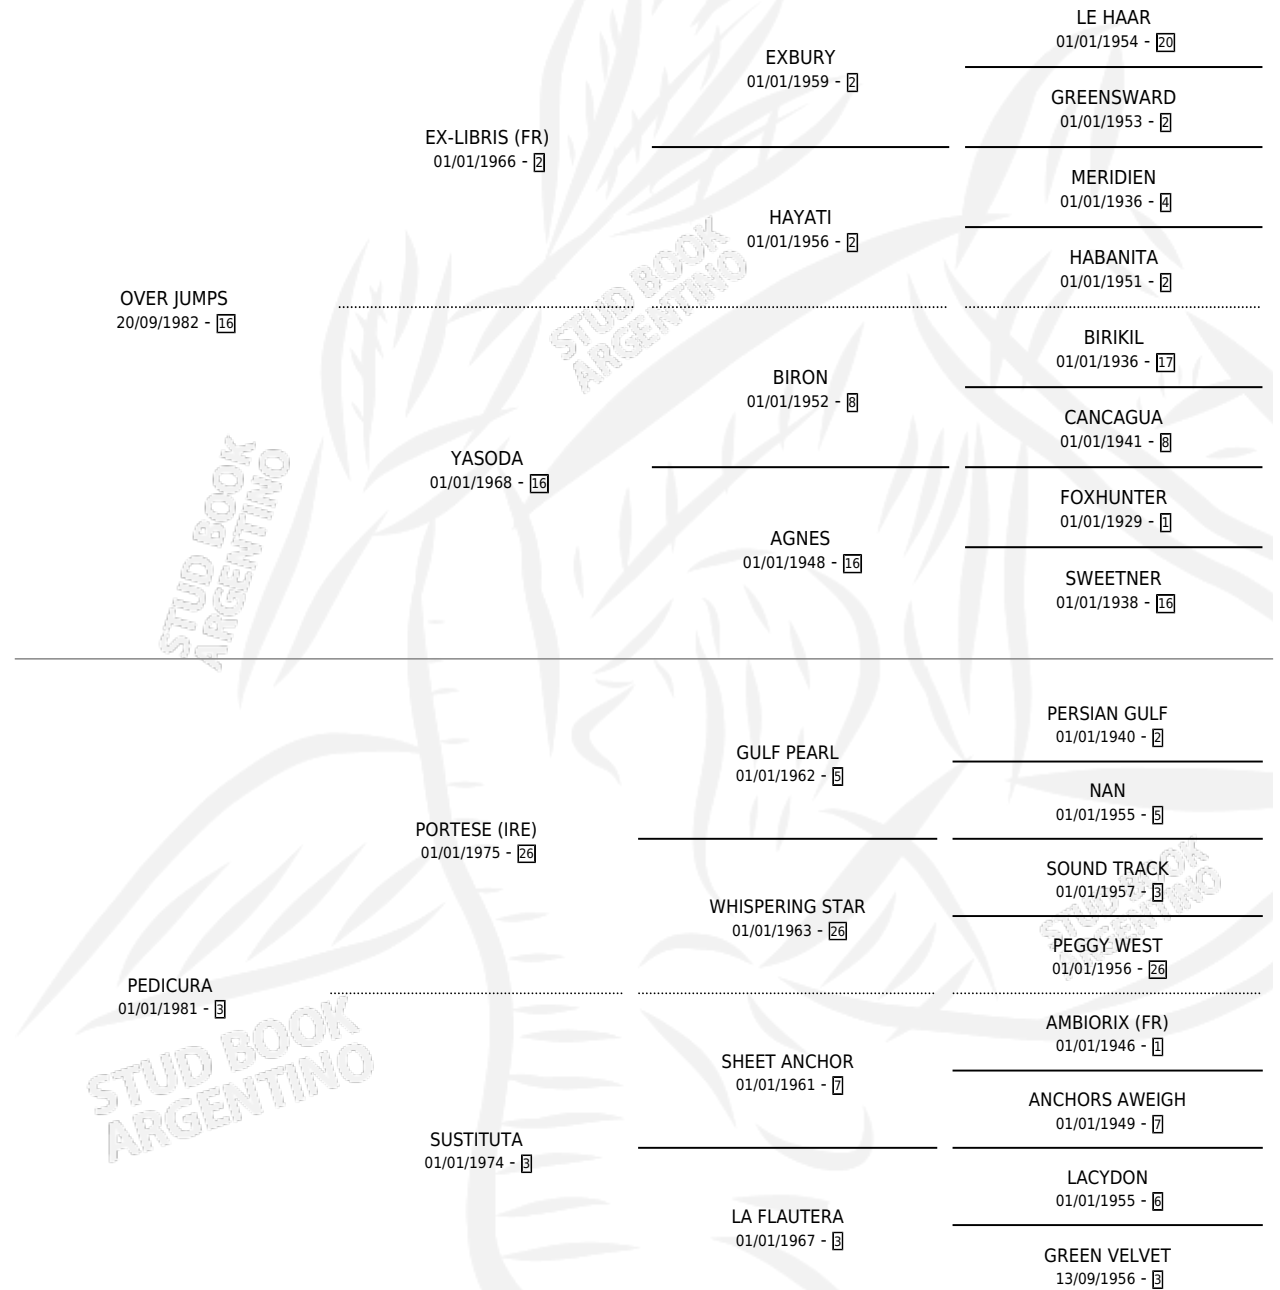 LE HAAR
01/01/1954 - 20
EXBURY
01/01/1959 - 2
GREENSWARD
01/01/1953 - 2
EX-LIBRIS (FR)
01/01/1966 - 2
MERIDIEN
01/01/1936 - 4
HAYATI
01/01/1956 - 2
HABANITA
01/01/1951 - 2
OVER JUMPS
20/09/1982 - 16
BIRIKIL
01/01/1936 - 17
BIRON
01/01/1952 - 8
CANCAGUA
01/01/1941 - 8
YASODA
01/01/1968 - 16
FOXHUNTER
01/01/1929 - 1
AGNES
01/01/1948 - 16
SWEETNER
01/01/1938 - 16
PERSIAN GULF
01/01/1940 - 2
GULF PEARL
01/01/1962 - 5
NAN
01/01/1955 - 5
PORTESE (IRE)
01/01/1975 - 26
SOUND TRACK
01/01/1957 - 3
WHISPERING STAR
01/01/1963 - 26
PEGGY WEST
01/01/1956 - 26
PEDICURA
01/01/1981 - 3
AMBIORIX (FR)
01/01/1946 - 1
SHEET ANCHOR
01/01/1961 - 7
ANCHORS AWEIGH
01/01/1949 - 7
SUSTITUTA
01/01/1974 - 3
LACYDON
01/01/1955 - 6
LA FLAUTERA
01/01/1967 - 3
GREEN VELVET
13/09/1956 - 3
STUD BOOK
ARGENTINO
STUD BOOK
ARGENTINO
STUD BOOK
ARGENTINO
STUD BOOK
ARGENTINO